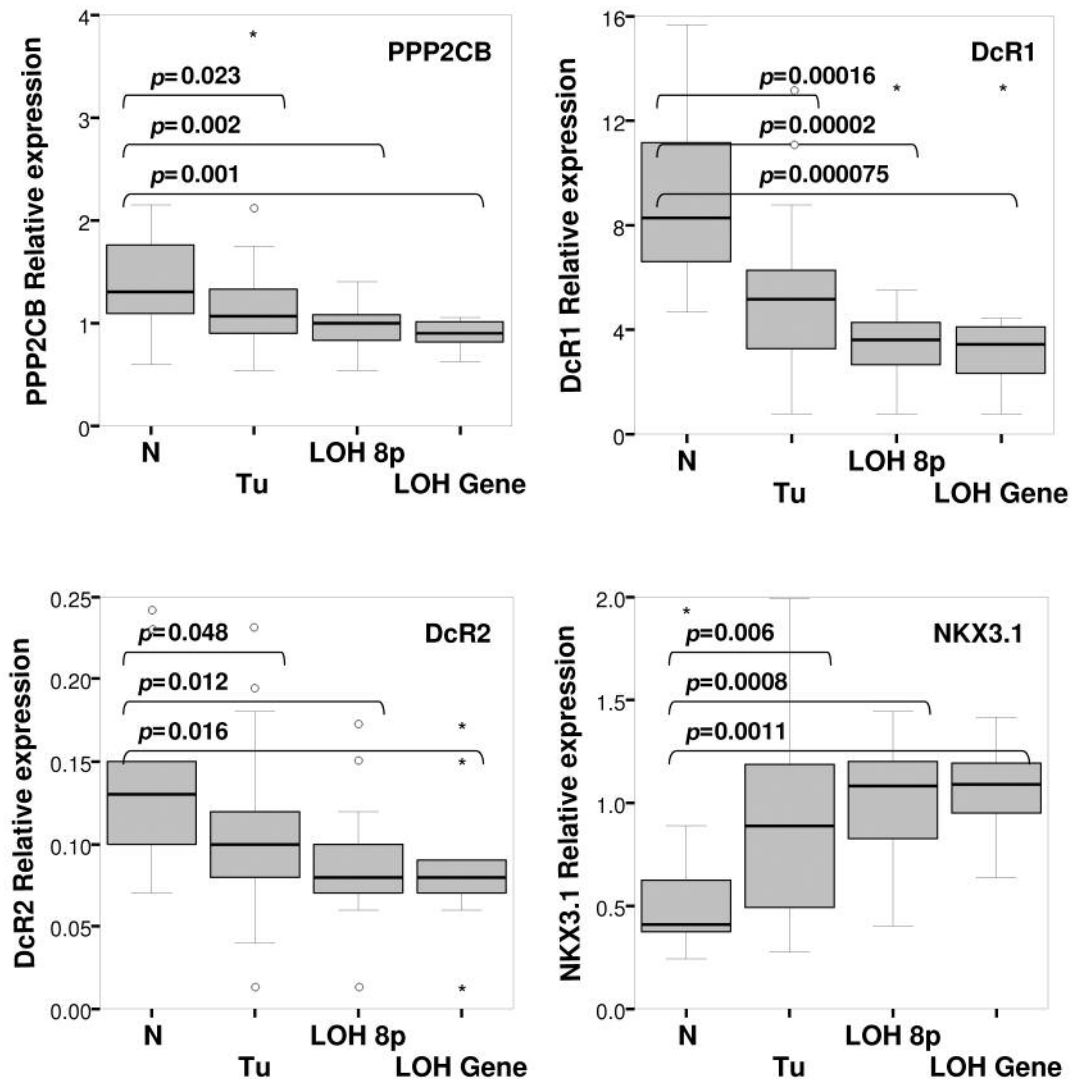 PPP2CB
PPP2CB Relative expression
4
3
2
1
0
p=0.023
p=0.002
p=0.001
*
N
Tu
LOH 8p
LOH Gene
DcR1
DcR1 Relative expression
16
12
8
4
0
p=0.00016
p=0.00002
p=0.000075
* *
N
Tu
LOH 8p
LOH Gene
DcR2
DcR2 Relative expression
0.25
0.20
0.15
0.10
0.05
0.00
p=0.048
p=0.012
p=0.016
*
*
*
N
Tu
LOH 8p
LOH Gene
NKX3.1
NKX3.1 Relative expression
2.0
1.5
1.0
0.5
0.0
*
p=0.006
p=0.0008
p=0.0011
N
Tu
LOH 8p
LOH Gene